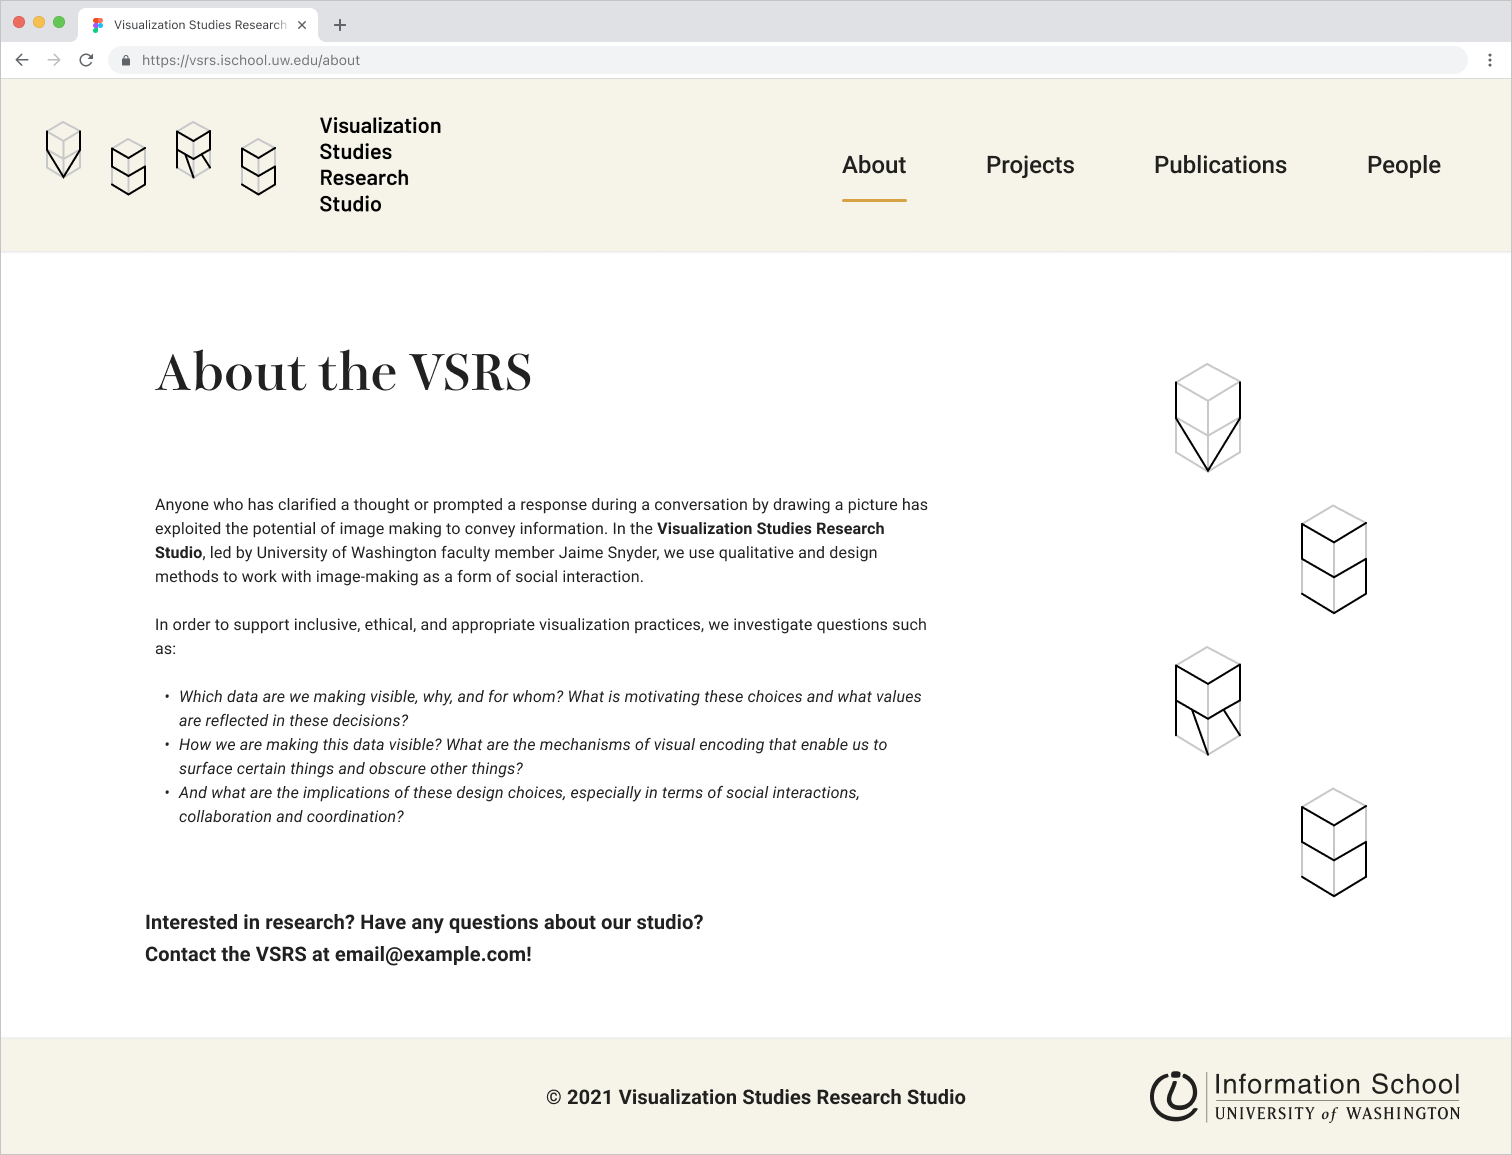 Visualization Studies Research
https://vsrs.ischool.uw.edu/about
VSRS
Visualization
Studies
Research
Studio
About
Projects
Publications
People
About the VSRS
Anyone who has clarified a thought or prompted a response during a conversation by drawing a picture has
exploited the potential of image making to convey information. In the Visualization Studies Research
Studio, led by University of Washington faculty member Jaime Snyder, we use qualitative and design
methods to work with image-making as a form of social interaction.
In order to support inclusive, ethical, and appropriate visualization practices, we investigate questions such
as:
• Which data are we making visible, why, and for whom? What is motivating these choices and what values
are reflected in these decisions?
• How we are making this data visible? What are the mechanisms of visual encoding that enable us to
surface certain things and obscure other things?
• And what are the implications of these design choices, especially in terms of social interactions,
collaboration and coordination?
V
S
R
S
Interested in research? Have any questions about our studio?
Contact the VSRS at email@example.com!
© 2021 Visualization Studies Research Studio
Information School
UNIVERSITY of WASHINGTON